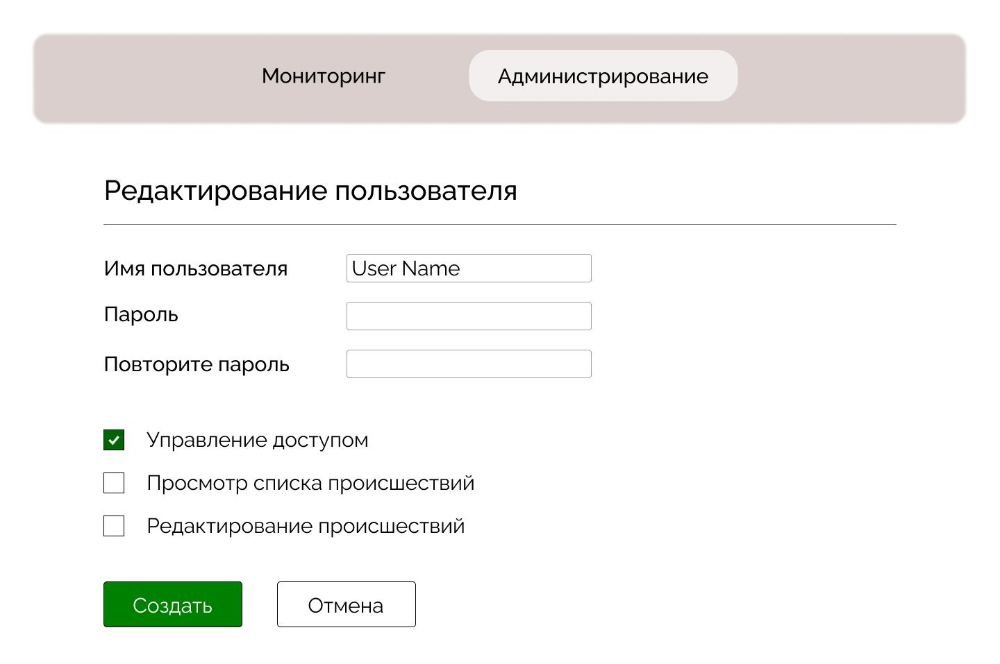 Мониторинг Администрирование
Редактирование пользователя
Имя пользователя User Name
Пароль
Повторите пароль
Управление доступом
Просмотр списка происшествий
Редактирование происшествий
Создать Отмена